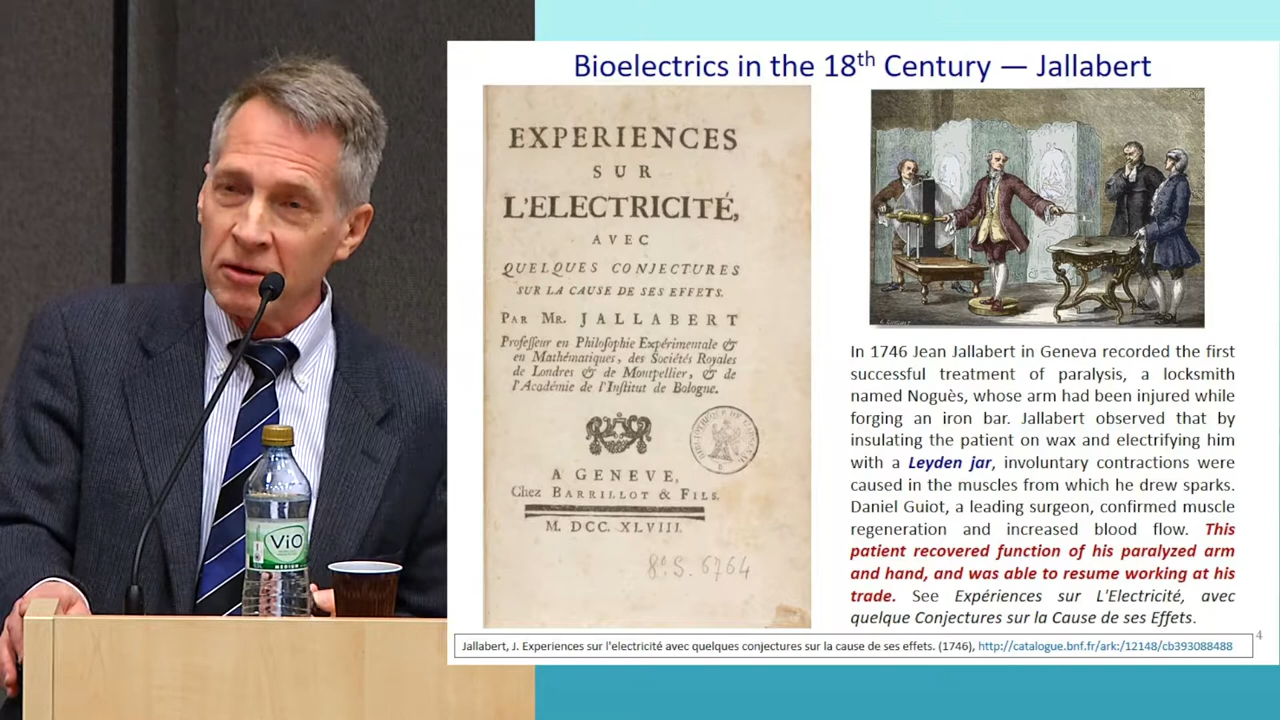 Bioelectrics in the 18th Century — Jallabert
EXPERIENCES
SUR
L'ELECTRICITÉ,
AVEC
QUELQUES CONJECTURES
SUR LA CAUSE DE SES EFFETS.
PAR MR. JALLABERT
Professeur en Philosophie Expérimentale &
en Mathématiques, des Sociétés Royales
de Londres & de Montpellier, & de
l'Académie de l'Institut de Bologne.
A GENEVE,
Chez BARRILLOT & FILS.
M. DCC. XLVIII.
8°. S. 6764
In 1746 Jean Jallabert in Geneva recorded the first
successful treatment of paralysis, a locksmith
named Noguès, whose arm had been injured while
forging an iron bar. Jallabert observed that by
insulating the patient on wax and electrifying him
with a Leyden jar, involuntary contractions were
caused in the muscles from which he drew sparks.
Daniel Guiot, a leading surgeon, confirmed muscle
regeneration and increased blood flow. This
patient recovered function of his paralyzed arm
and hand, and was able to resume working at his
trade. See Expériences sur L'Electricité, avec
quelque Conjectures sur la Cause de ses Effets.
4
Jallabert, J. Experiences sur l'electricité avec quelques conjectures sur la cause de ses effets. (1746), http://catalogue.bnf.fr/ark:/12148/cb393088488
ViO
MEDIUM